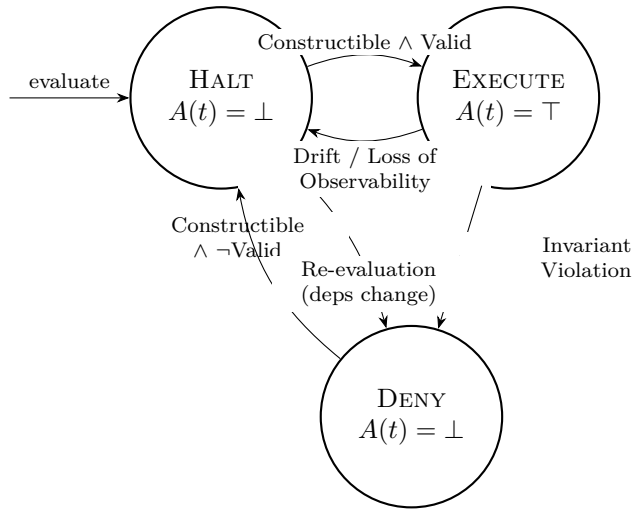 Constructible ∧ Valid
evaluate
HALT
A(t) = ⊥
EXECUTE
A(t) = ⊤
Drift / Loss of
Observability
Constructible
∧ ¬Valid
Invariant
Violation
Re-evaluation
(deps change)
DENY
A(t) = ⊥